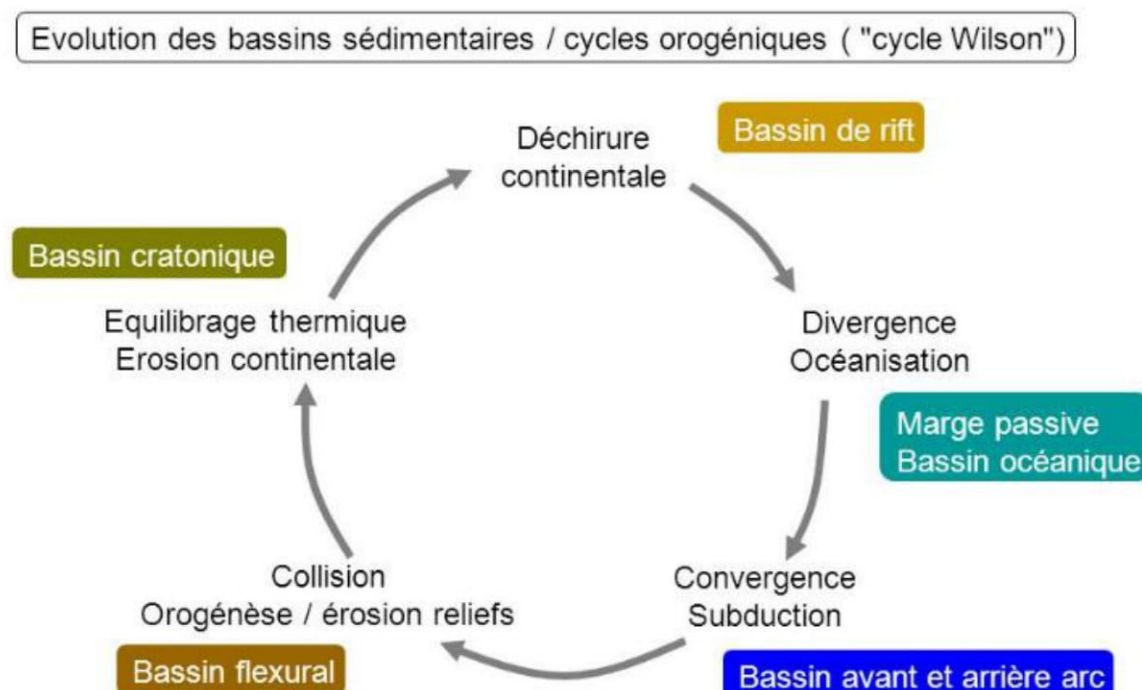 Evolution des bassins sédimentaires / cycles orogéniques ( "cycle Wilson")
Déchirure
continentale
Bassin de rift
Divergence
Océanisation
Marge passive
Bassin océanique
Convergence
Subduction
Bassin avant et arrière arc
Collision
Orogénèse / érosion reliefs
Bassin flexural
Bassin cratonique
Equilibrage thermique
Erosion continentale